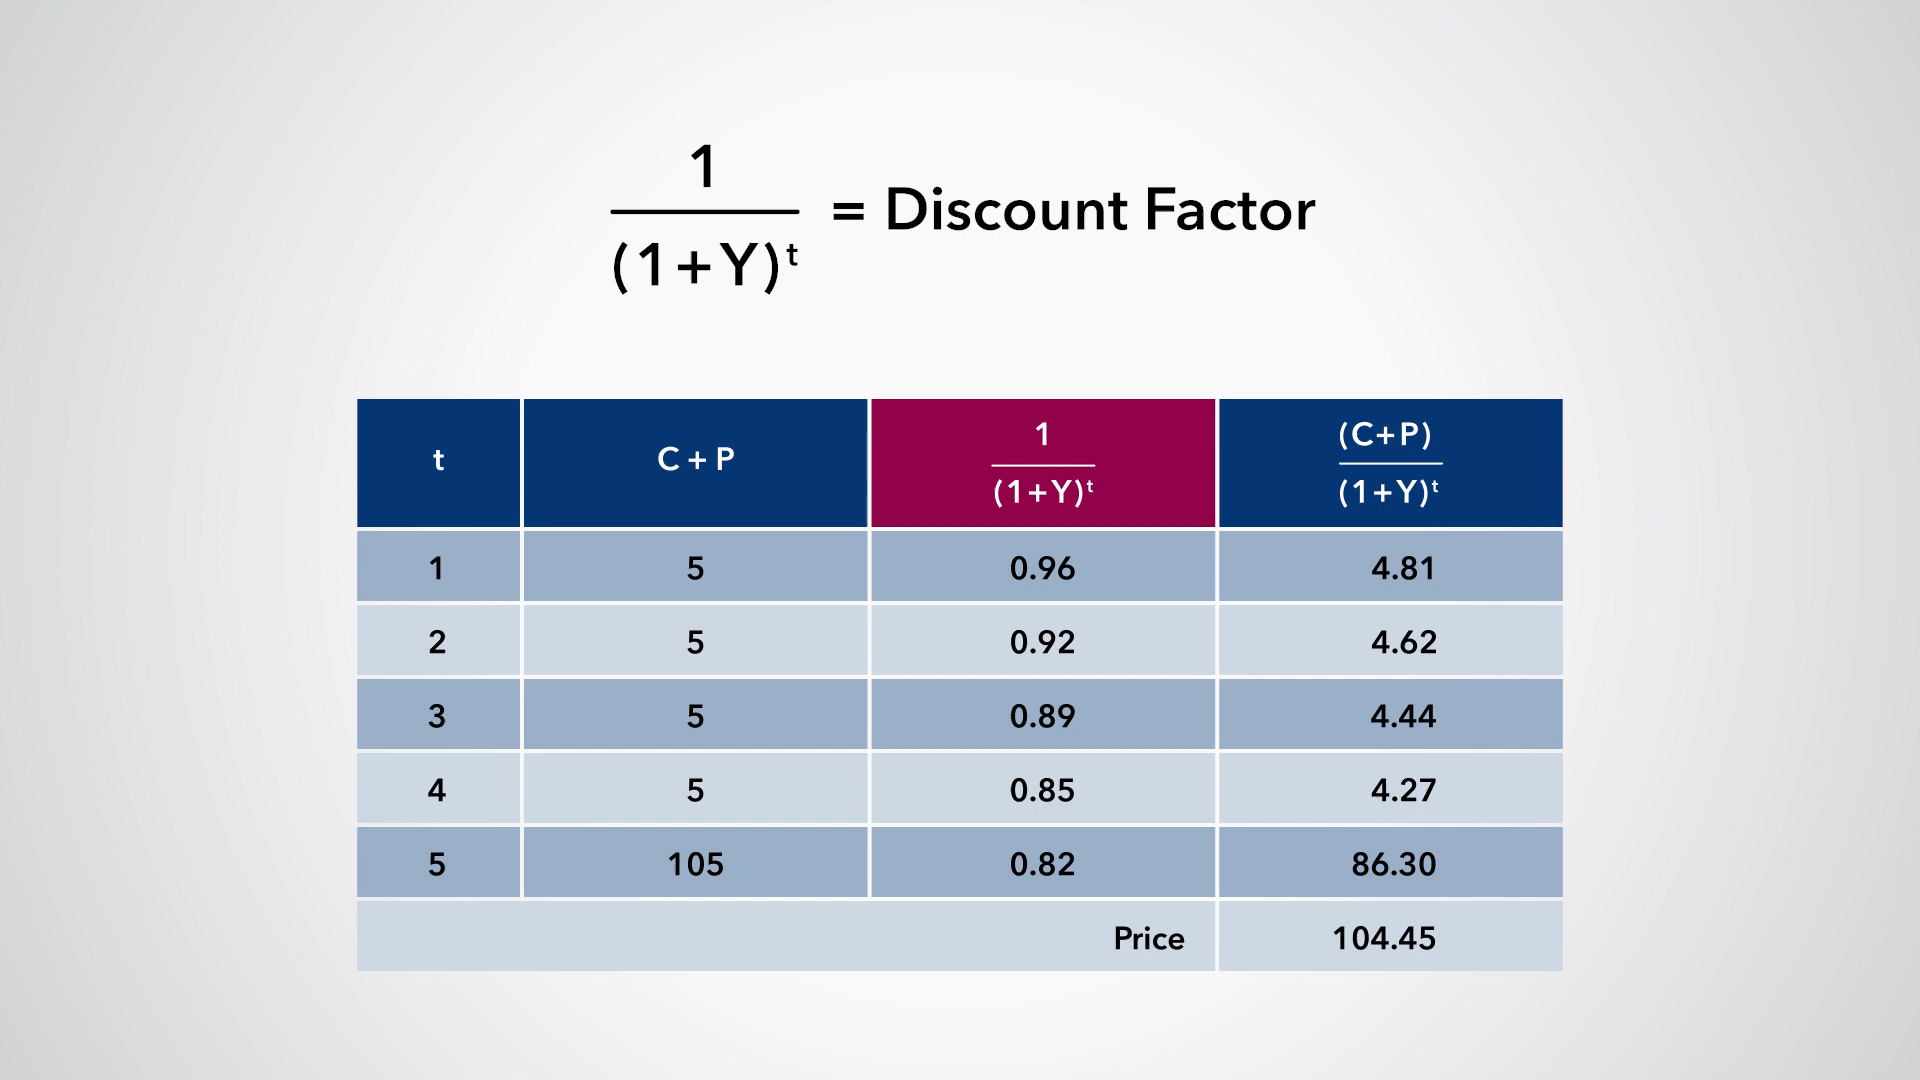 1
(1+Y)ᵗ
= Discount Factor
t
C + P
1
(1+Y)ᵗ
(C+P)
(1+Y)ᵗ
1 5 0.96 4.81
2 5 0.92 4.62
3 5 0.89 4.44
4 5 0.85 4.27
5 105 0.82 86.30
Price 104.45